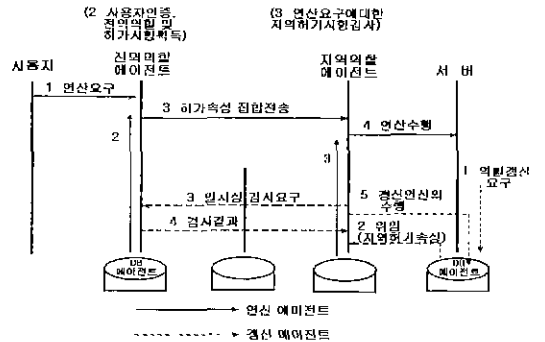 (2 사용자인증,
전역역할 및
허가사항획득)
(3 연산요구에대한
지역허가사항검사)
사용자
전역역할
에이전트
지역역할
에이전트
서 버
1 연산요구
3 허가속성 집합전송
4 연산수행
2
3
1 역할갱신
요구
3 일시성 검사요구
5 갱신연산의
수행
4 검사결과
2 위임
(지역허가속성)
DB
에이전트
DB
에이전트
연산 에이전트
갱신 에이전트